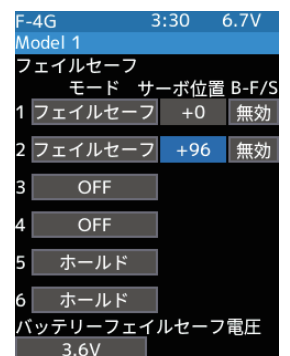 F-4G 3:30 6.7V
Model 1
フェイルセーフ
モード サーボ位置 B-F/S
1 フェイルセーフ +0 無効
2 フェイルセーフ +96 無効
3 OFF
4 OFF
5 ホールド
6 ホールド
バッテリーフェイルセーフ電圧
3.6V